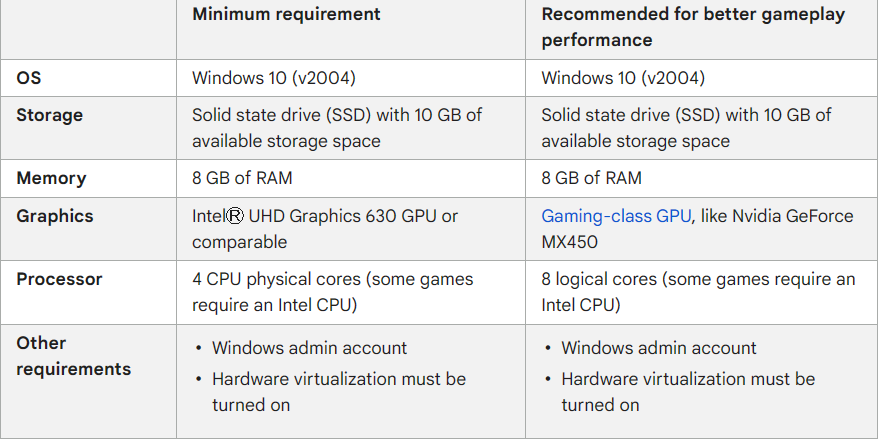 Minimum requirement
Recommended for better gameplay
performance
OS
Windows 10 (v2004)
Windows 10 (v2004)
Storage
Solid state drive (SSD) with 10 GB of
available storage space
Solid state drive (SSD) with 10 GB of
available storage space
Memory
8 GB of RAM
8 GB of RAM
Graphics
Intel® UHD Graphics 630 GPU or
comparable
Gaming-class GPU, like Nvidia GeForce
MX450
Processor
4 CPU physical cores (some games
require an Intel CPU)
8 logical cores (some games require an
Intel CPU)
Other
requirements
• Windows admin account
• Hardware virtualization must be
turned on
• Windows admin account
• Hardware virtualization must be
turned on